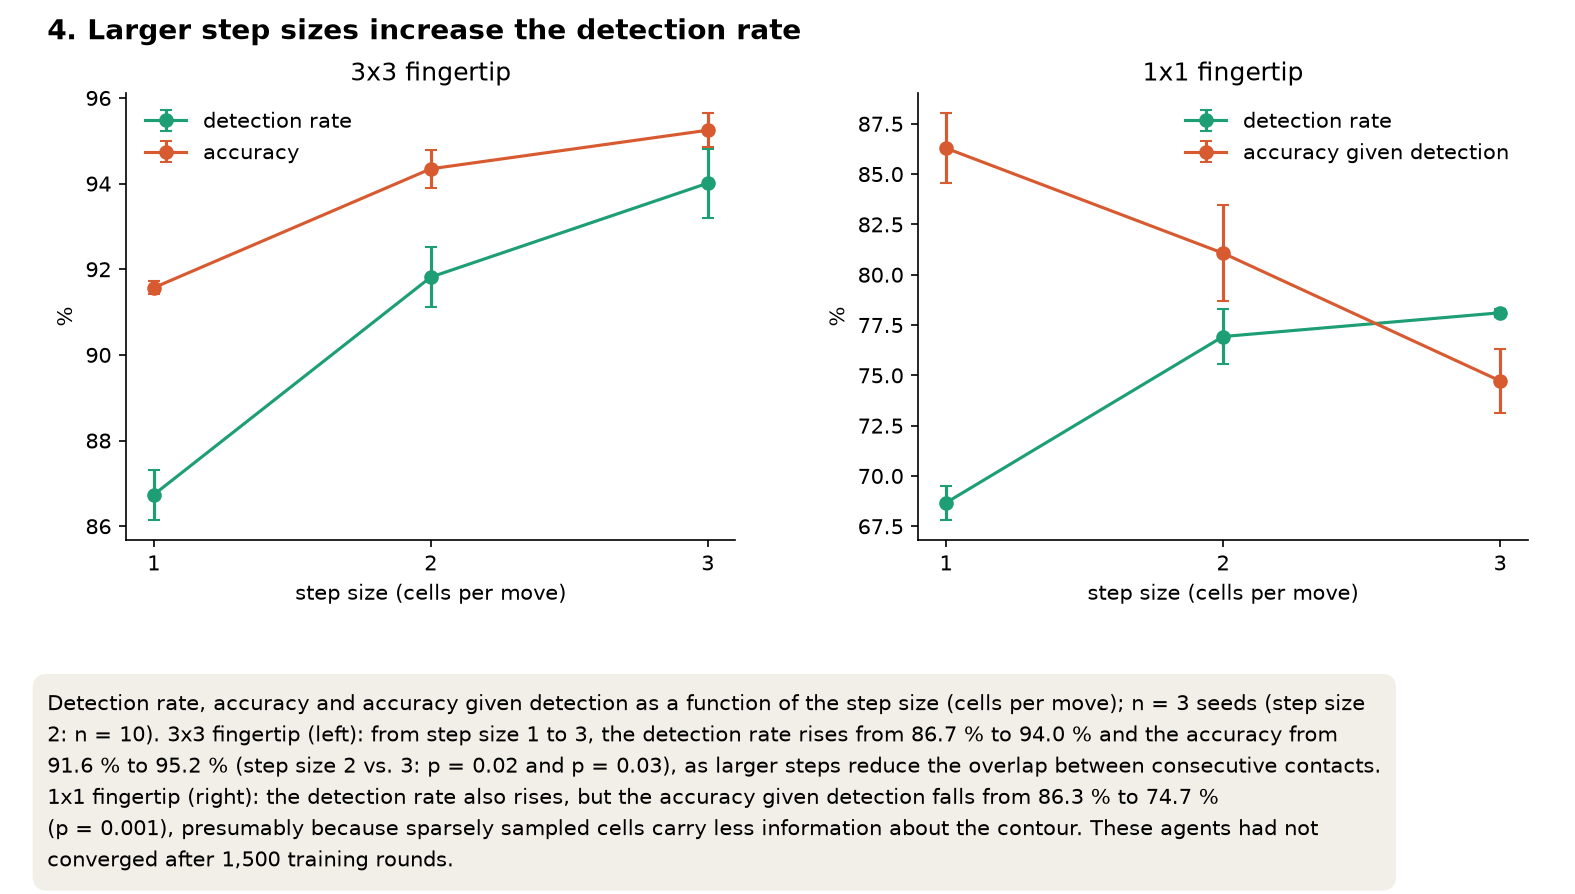 4. Larger step sizes increase the detection rate
3x3 fingertip
96
94
92
90
88
86
%
detection rate
accuracy
1
2
3
step size (cells per move)
1x1 fingertip
87.5
85.0
82.5
80.0
77.5
75.0
72.5
70.0
67.5
%
detection rate
accuracy given detection
1
2
3
step size (cells per move)
Detection rate, accuracy and accuracy given detection as a function of the step size (cells per move); n = 3 seeds (step size
2: n = 10). 3x3 fingertip (left): from step size 1 to 3, the detection rate rises from 86.7 % to 94.0 % and the accuracy from
91.6 % to 95.2 % (step size 2 vs. 3: p = 0.02 and p = 0.03), as larger steps reduce the overlap between consecutive contacts.
1x1 fingertip (right): the detection rate also rises, but the accuracy given detection falls from 86.3 % to 74.7 %
(p = 0.001), presumably because sparsely sampled cells carry less information about the contour. These agents had not
converged after 1,500 training rounds.